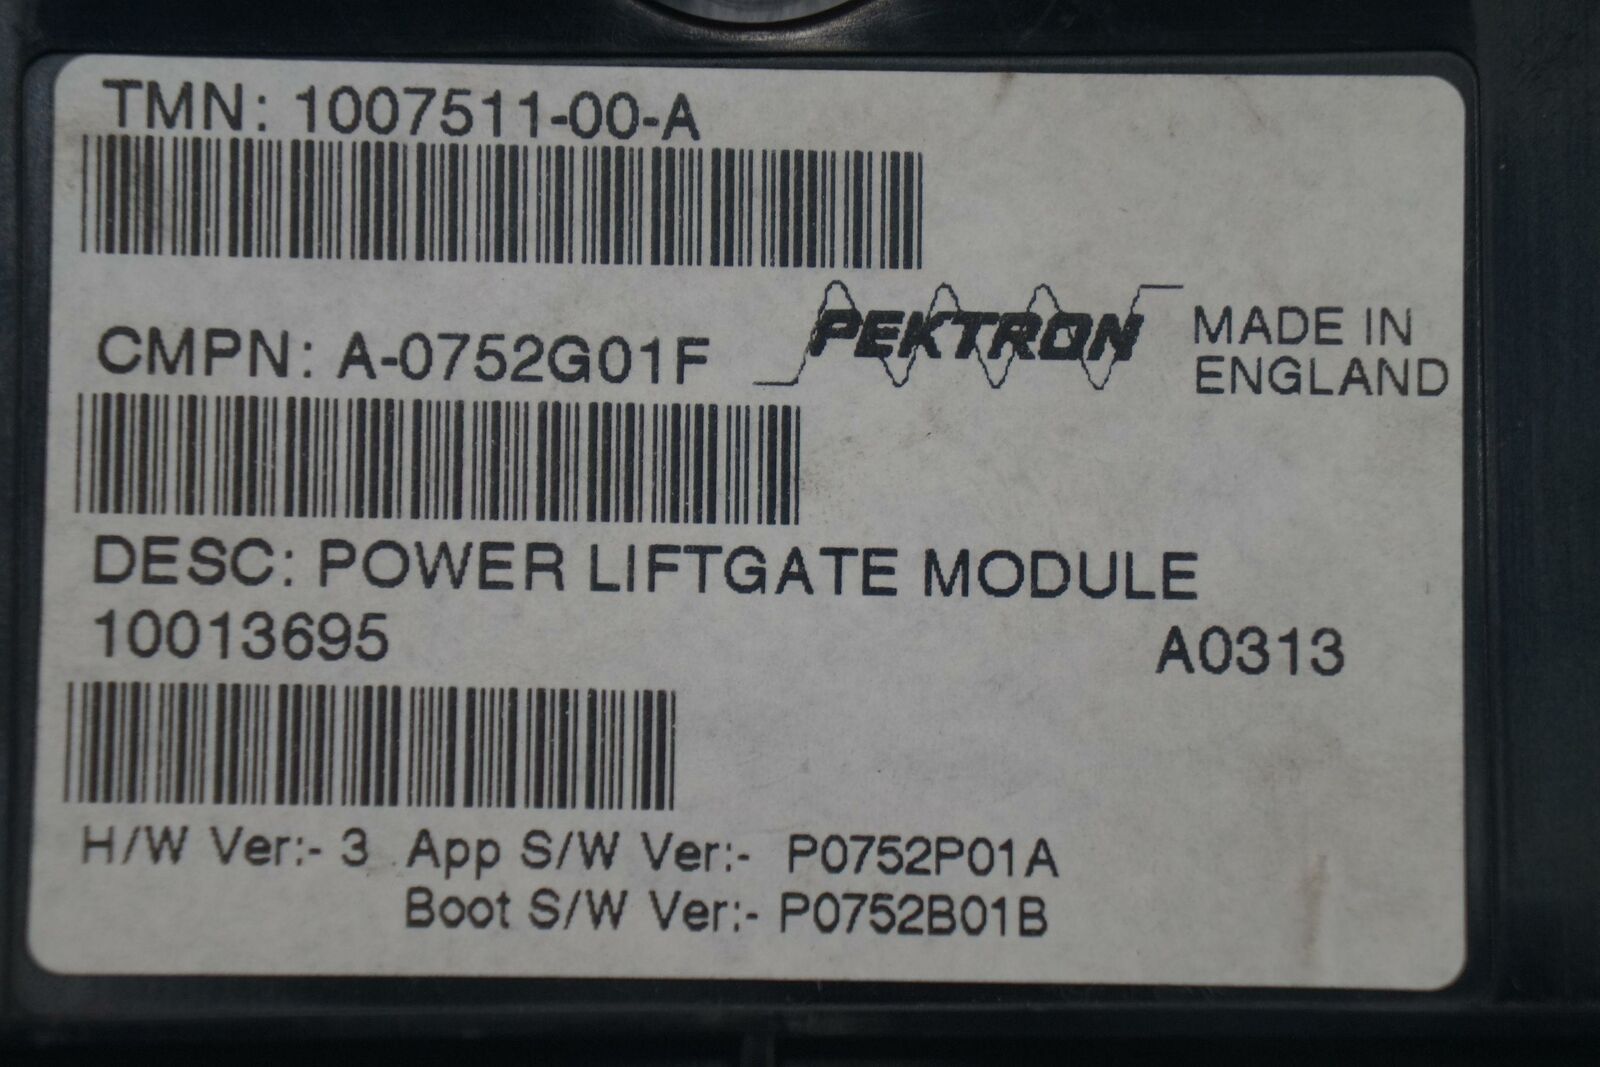 TMN: 1007511-00-A
CMPN: A-0752G01F
PEKTRON
MADE IN
ENGLAND
DESC: POWER LIFTGATE MODULE
10013695 A0313
H/W Ver:- 3 App S/W Ver:- P0752P01A
Boot S/W Ver:- P0752B01B